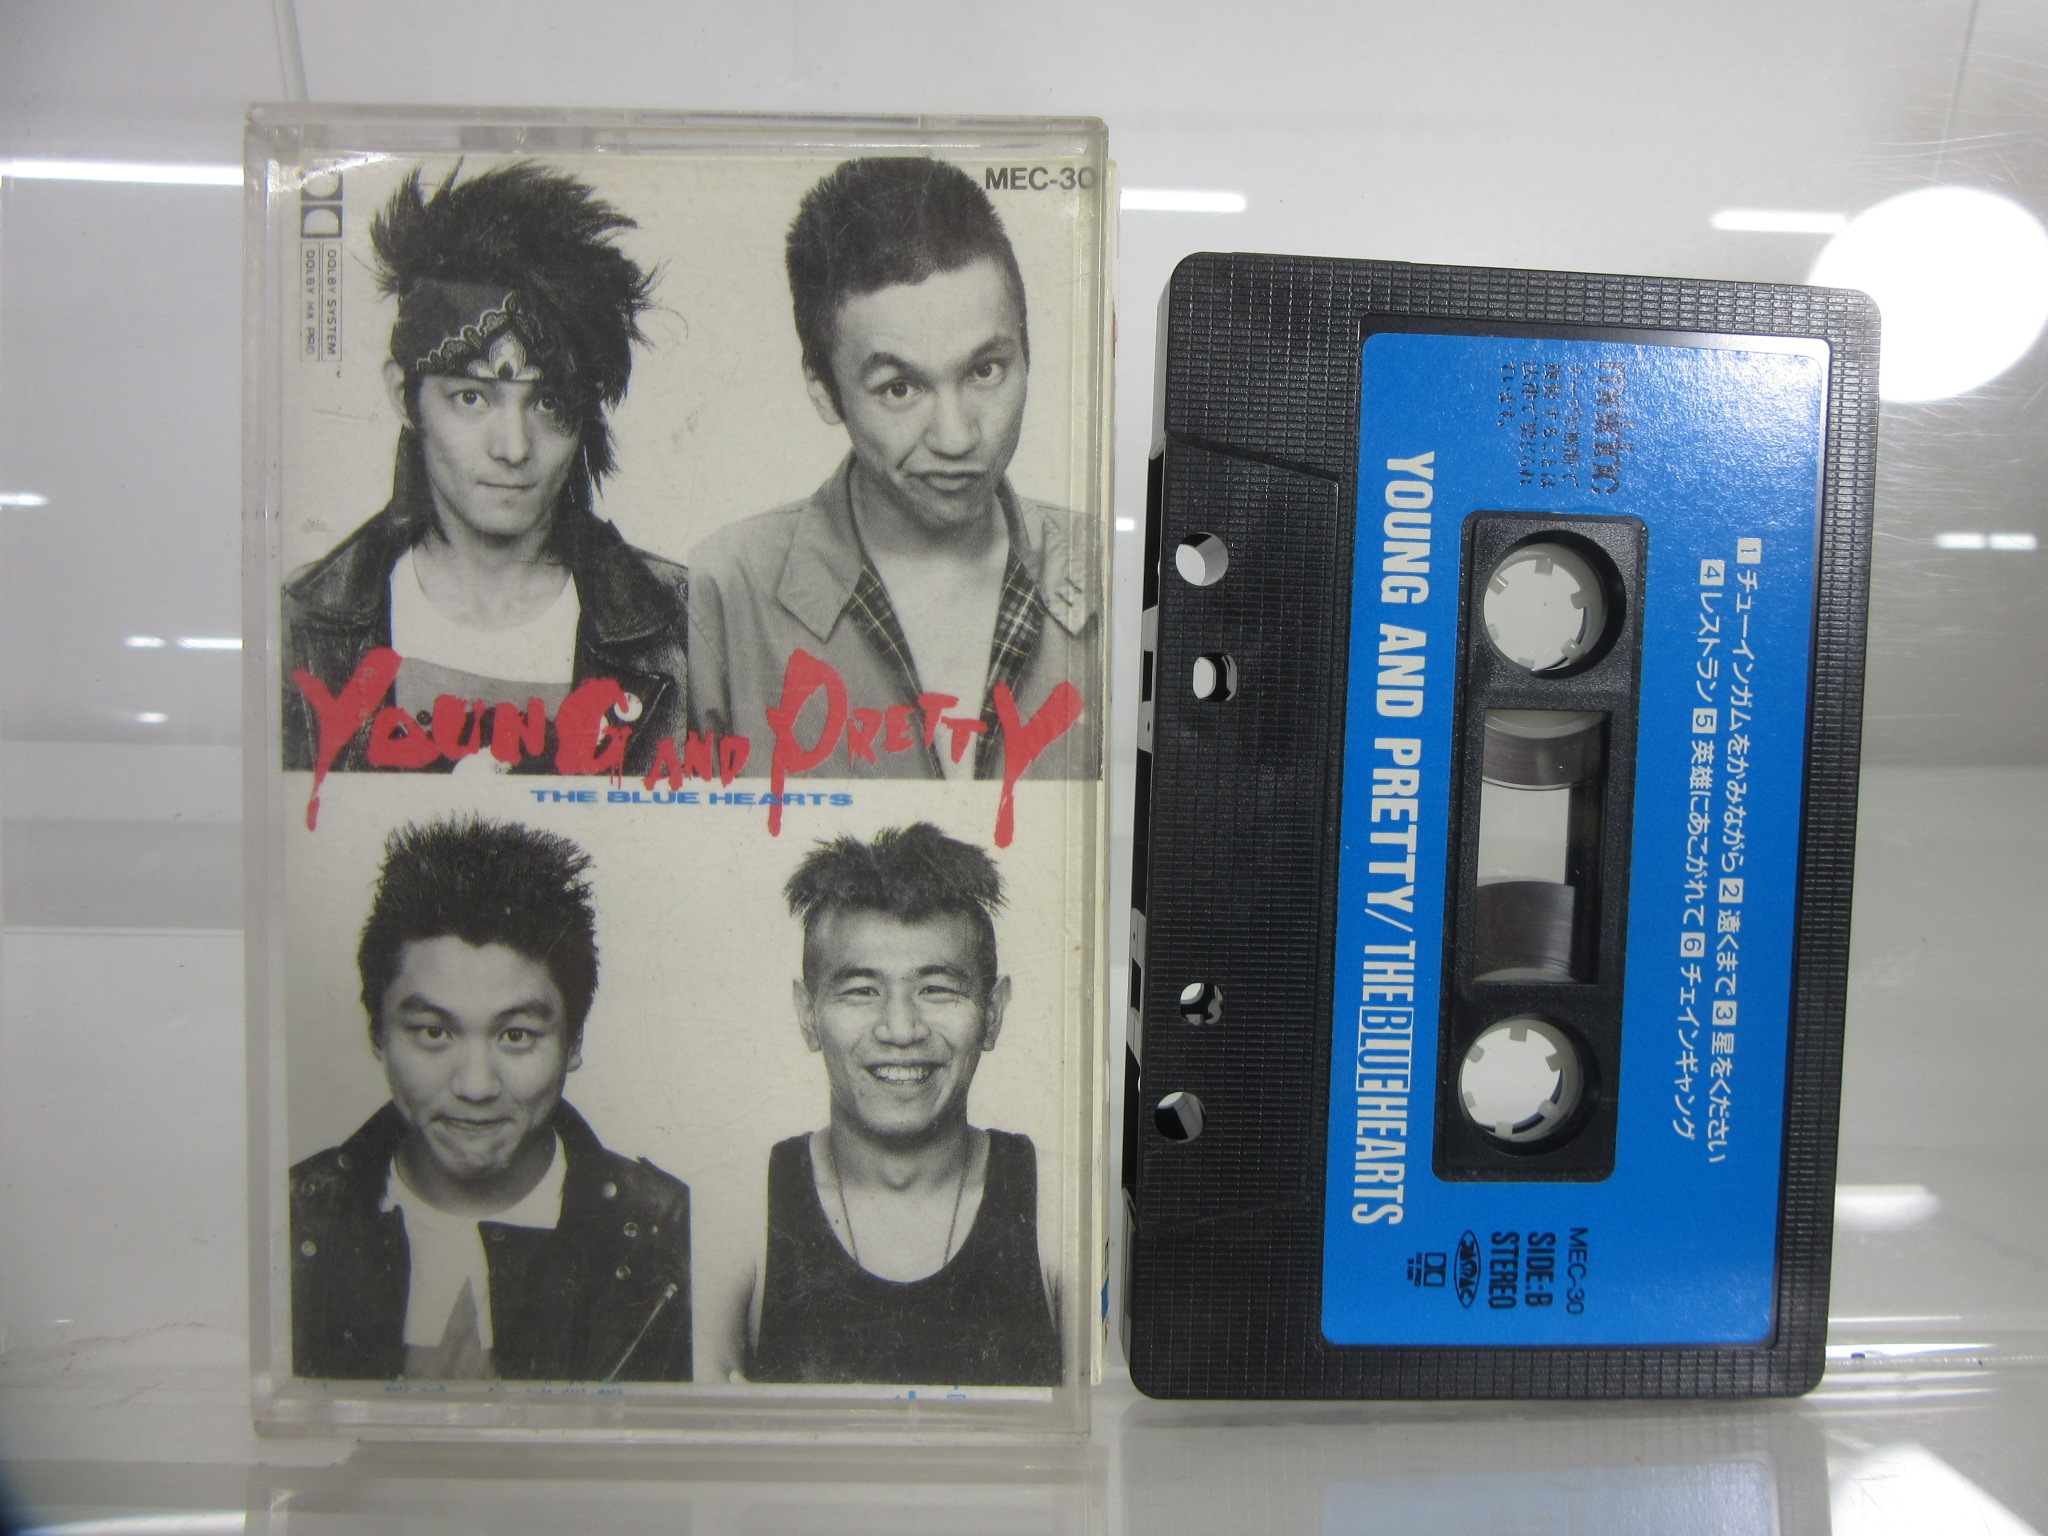 MEC-30
DOLBY SYSTEM
DOLBY HX PRO
YOUNG AND PRETTY
THE BLUE HEARTS
1 チューインガムをかみながら 2 遠くまで 3 星をください
4 レストラン 5 英雄にあこがれて 6 チェインギャング
meldac
MEC-30
SIDE:B
STEREO
YOUNG AND PRETTY/THE BLUE HEARTS